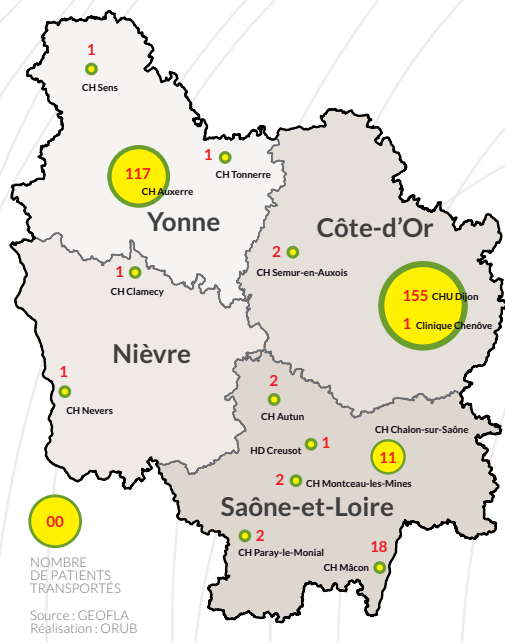 1
CH Sens
1
CH Tonnerre
117
CH Auxerre
Yonne
Côte-d'Or
2
CH Semur-en-Auxois
1
CH Clamecy
155 CHU Dijon
1 Clinique Chenôve
Nièvre
1
CH Nevers
2
CH Autun
CH Chalon-sur-Saône
HD Creusot 1
11
2 CH Montceau-les-Mines
Saône-et-Loire
2
CH Paray-le-Monial
18
CH Mâcon
00
NOMBRE
DE PATIENTS
TRANSPORTÉS
Source : GEOFLA
Réalisation : ORUB